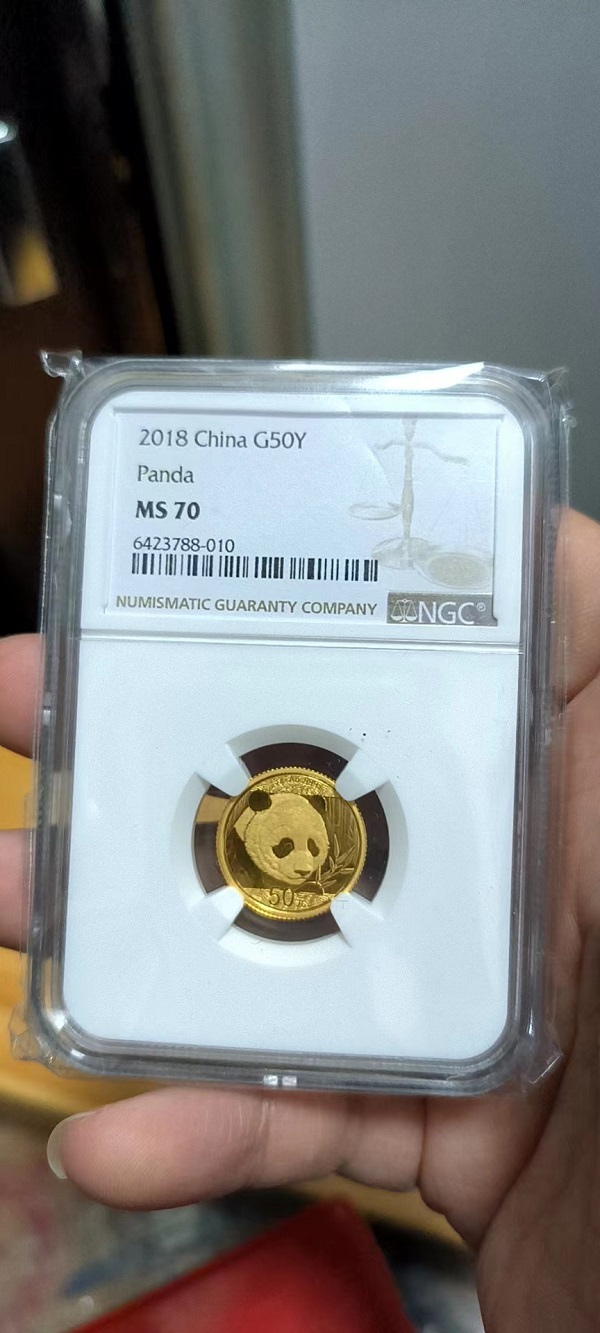 2018 China G50Y
Panda
MS 70
6423788-010
NUMISMATIC GUARANTY COMPANY NGC®
50